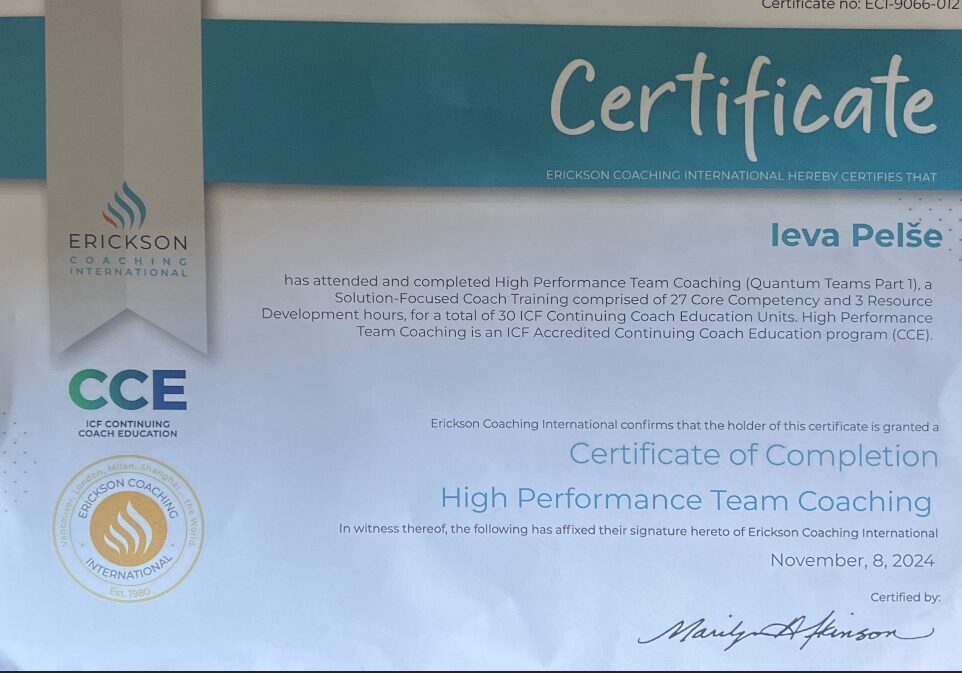 Certificate no: ECI-9066-012
Certificate
ERICKSON COACHING INTERNATIONAL HEREBY CERTIFIES THAT
ERICKSON
COACHING
INTERNATIONAL
Ieva Pelše
has attended and completed High Performance Team Coaching (Quantum Teams Part 1), a
Solution-Focused Coach Training comprised of 27 Core Competency and 3 Resource
Development hours, for a total of 30 ICF Continuing Coach Education Units. High Performance
Team Coaching is an ICF Accredited Continuing Coach Education program (CCE).
CCE
ICF CONTINUING
COACH EDUCATION
Erickson Coaching International confirms that the holder of this certificate is granted a
Certificate of Completion
High Performance Team Coaching
In witness thereof, the following has affixed their signature hereto of Erickson Coaching International
November, 8, 2024
Vancouver, London, Milan, Shanghai - the World
ERICKSON COACHING
INTERNATIONAL
Est. 1980
Certified by:
Marilyn Atkinson